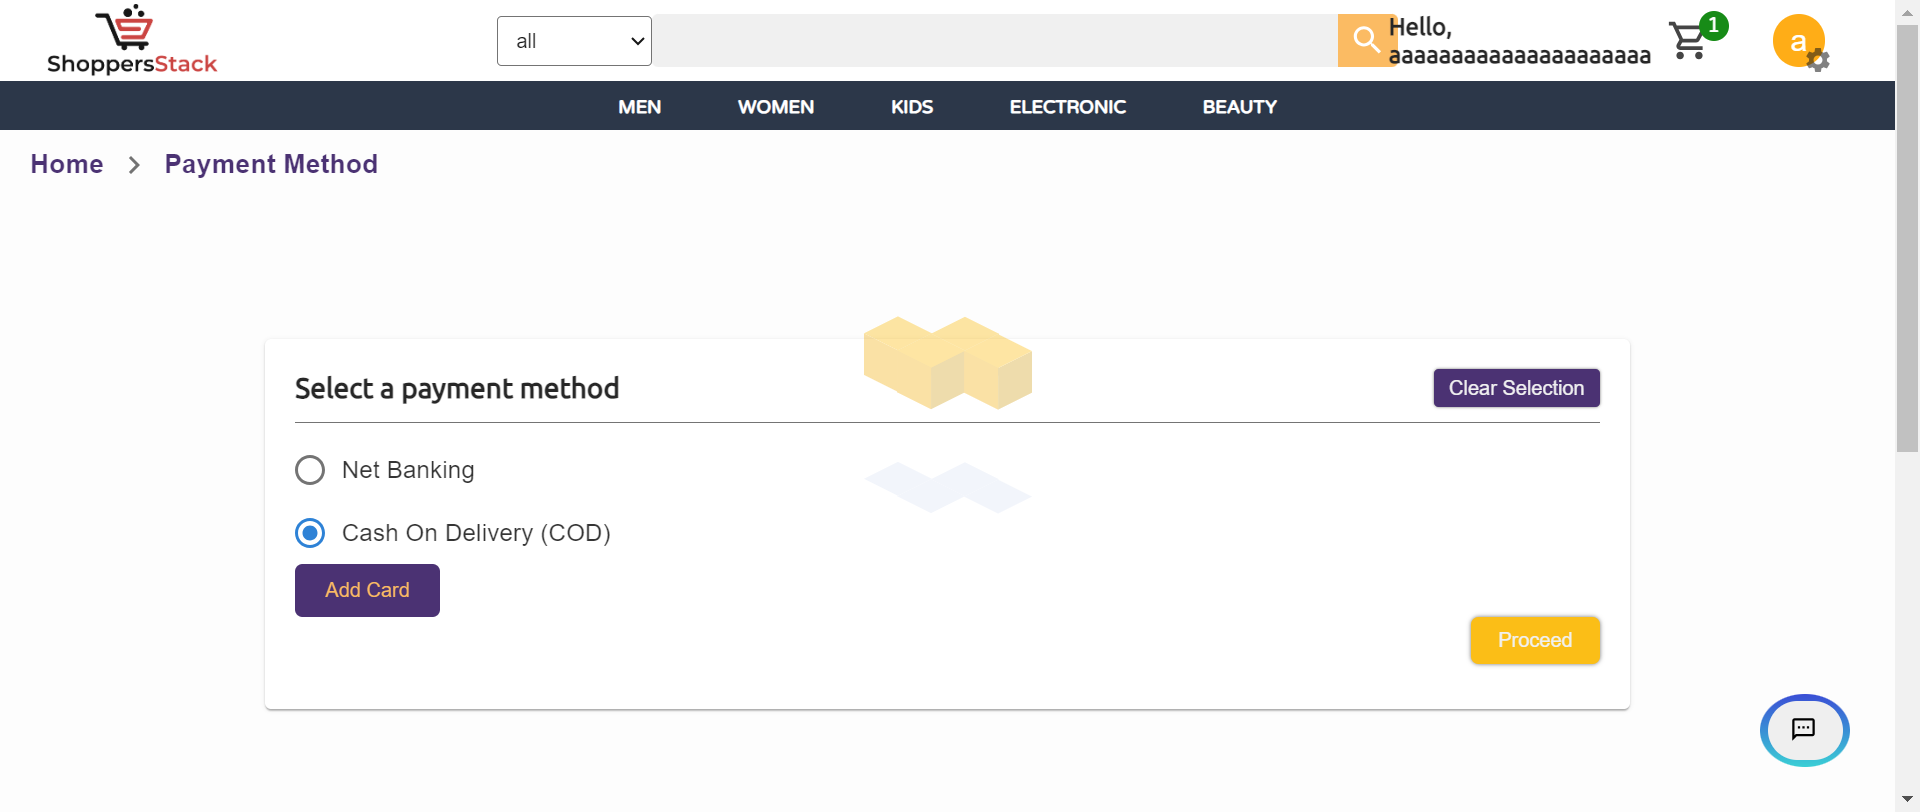 ShoppersStack
all
Hello,
aaaaaaaaaaaaaaaaaaaaa
1
a
MEN WOMEN KIDS ELECTRONIC BEAUTY
Home > Payment Method
Select a payment method
Clear Selection
Net Banking
Cash On Delivery (COD)
Add Card
Proceed